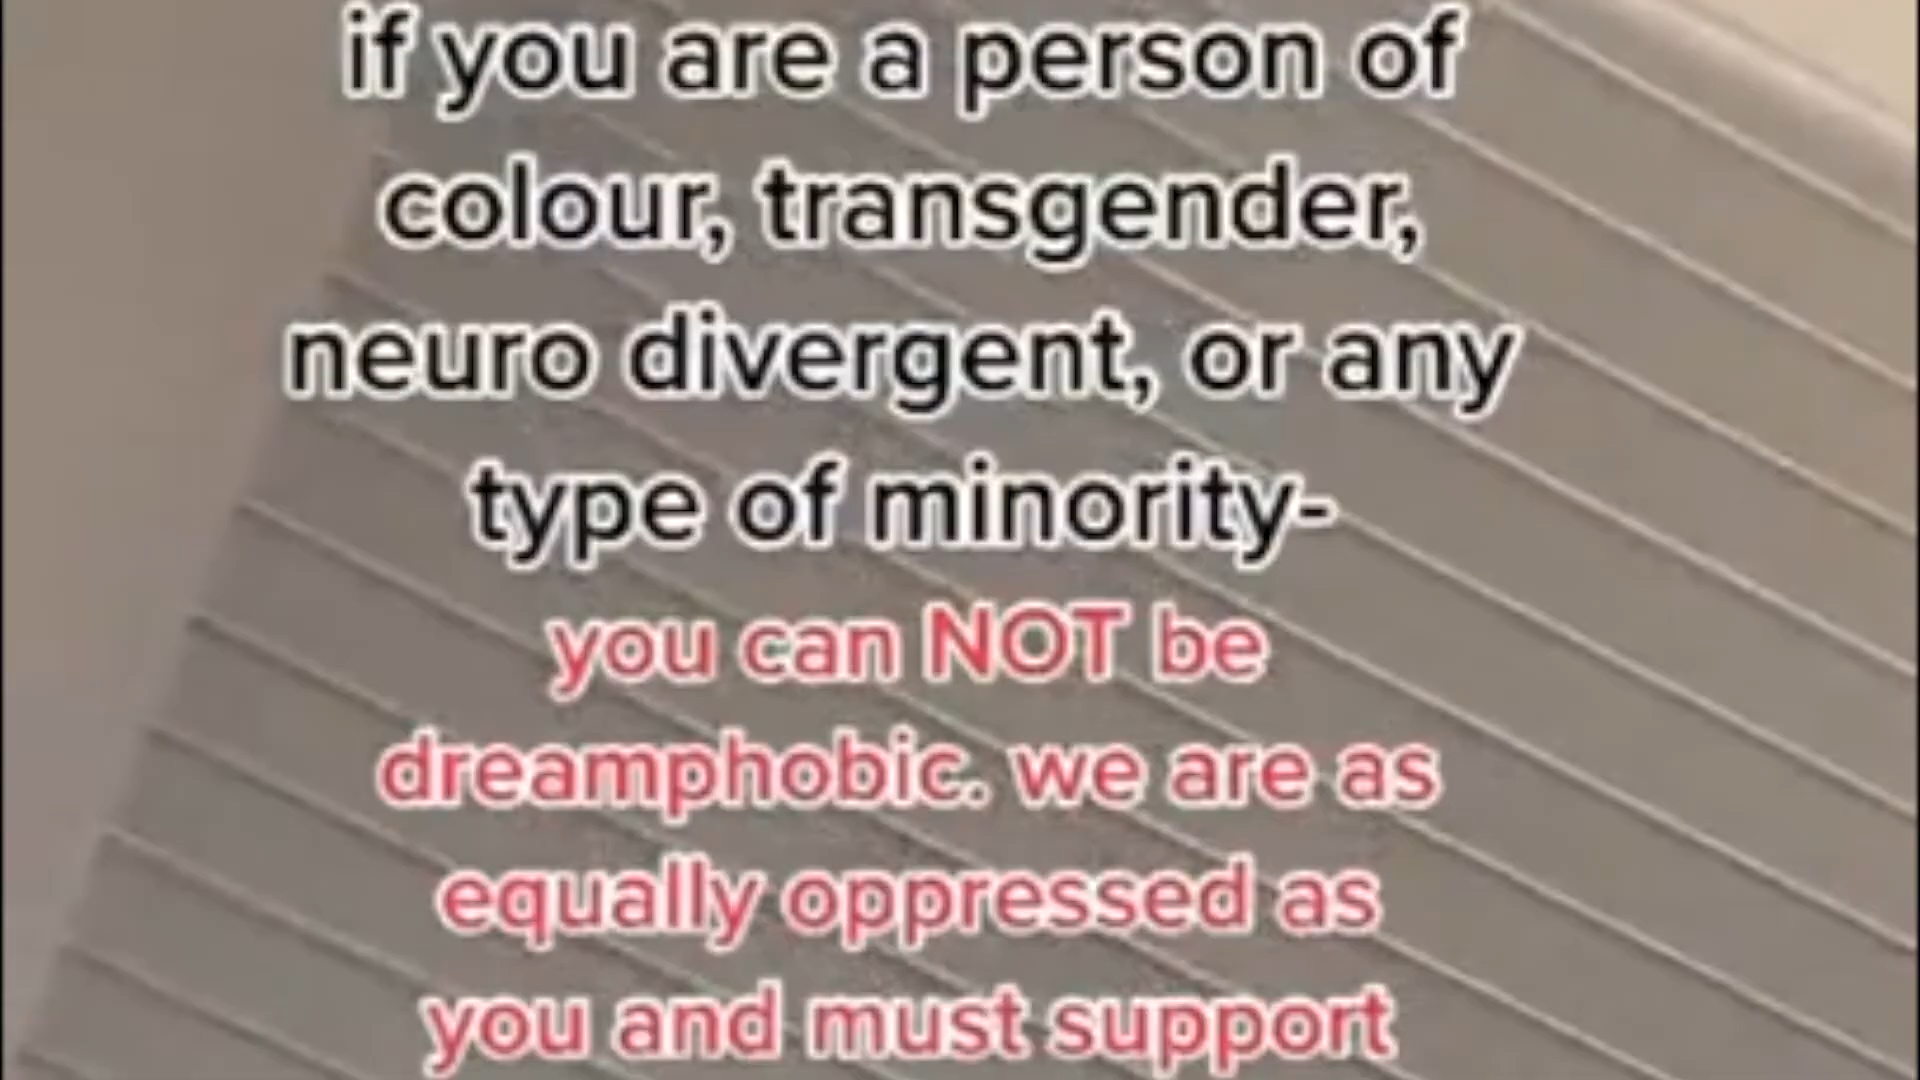 if you are a person of
colour, transgender,
neuro divergent, or any
type of minority-
you can NOT be
dreamphobic. we are as
equally oppressed as
you and must support